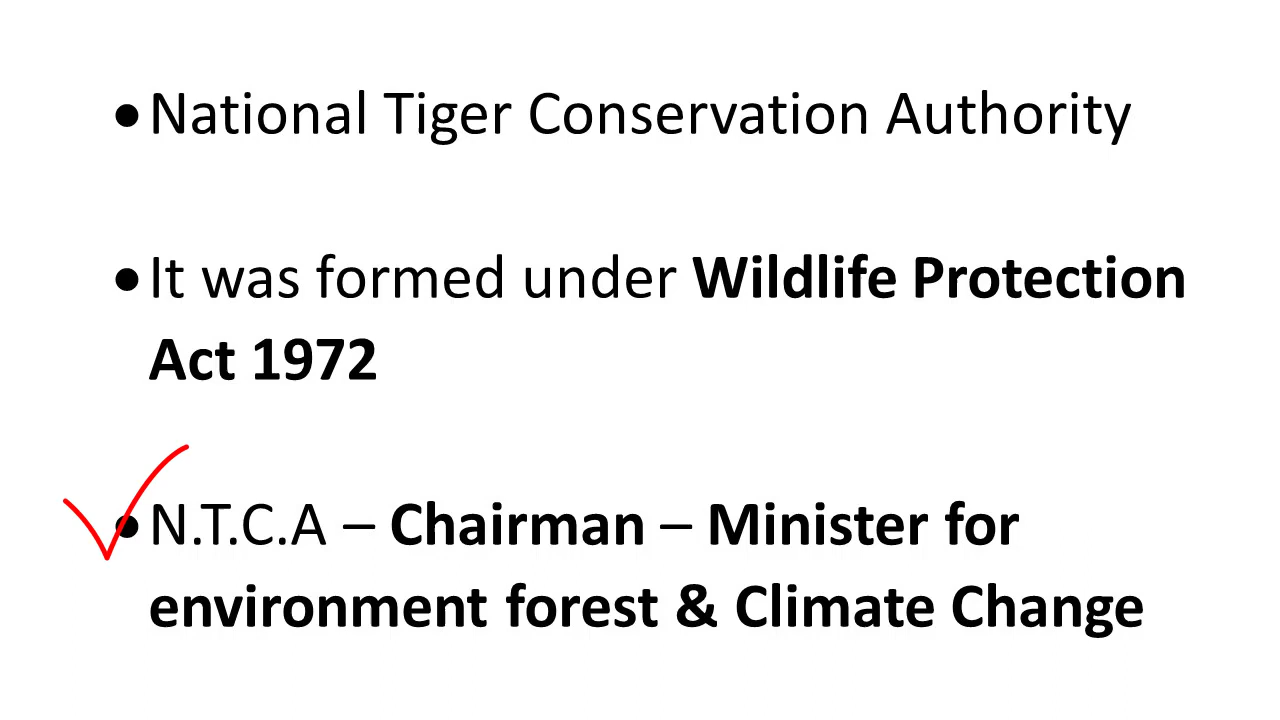 •National Tiger Conservation Authority
•It was formed under Wildlife Protection
Act 1972
•N.T.C.A – Chairman – Minister for
environment forest & Climate Change